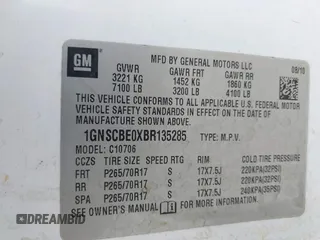 GM
MFD BY GENERAL MOTORS LLC
08/10
GVWR GAWR FRT GAWR RR
3221 KG 1452 KG 1860 KG
7100 LB 3200 LB 4100 LB
THIS VEHICLE CONFORMS TO ALL APPLICABLE U.S. FEDERAL MOTOR
VEHICLE SAFETY STANDARDS IN EFFECT ON THE DATE OF
MANUFACTURE SHOWN ABOVE.
1GNSCBE0XBR135285 TYPE: M.P.V.
MODEL: C10706
CCZS TIRE SIZE SPEED RTG RIM COLD TIRE PRESSURE
FRT P265/70R17 S 17X7.5J 220KPA(32PSI)
RR P265/70R17 S 17X7.5J 220KPA(32PSI)
SPA P265/70R17 S 17X7.5J 240KPA(35PSI)
SEE OWNER'S MANUAL FOR ADDITIONAL INFORMATION.
© iDREAMBID